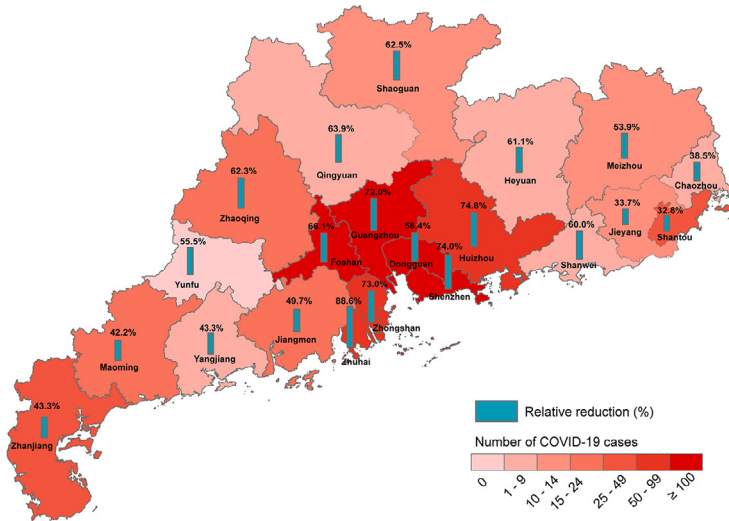 62.5%
Shaoguan
63.9%
Qingyuan
61.1%
Heyuan
53.9%
Meizhou
38.5%
Chaozhou
62.3%
Zhaoqing
72.0%
Guangzhou
74.6%
Huizhou
33.7%
Jieyang
32.8%
Shantou
66.1%
Foshan
58.4%
Dongguan
74.0%
Shenzhen
60.0%
Shanwei
55.5%
Yunfu
49.7%
Jiangmen
88.6%
Zhuhai
73.0%
Zhongshan
42.2%
Maoming
43.3%
Yangjiang
43.3%
Zhanjiang
Relative reduction (%)
Number of COVID-19 cases
0
1 - 9
10 - 14
15 - 24
25 - 49
50 - 99
≥ 100